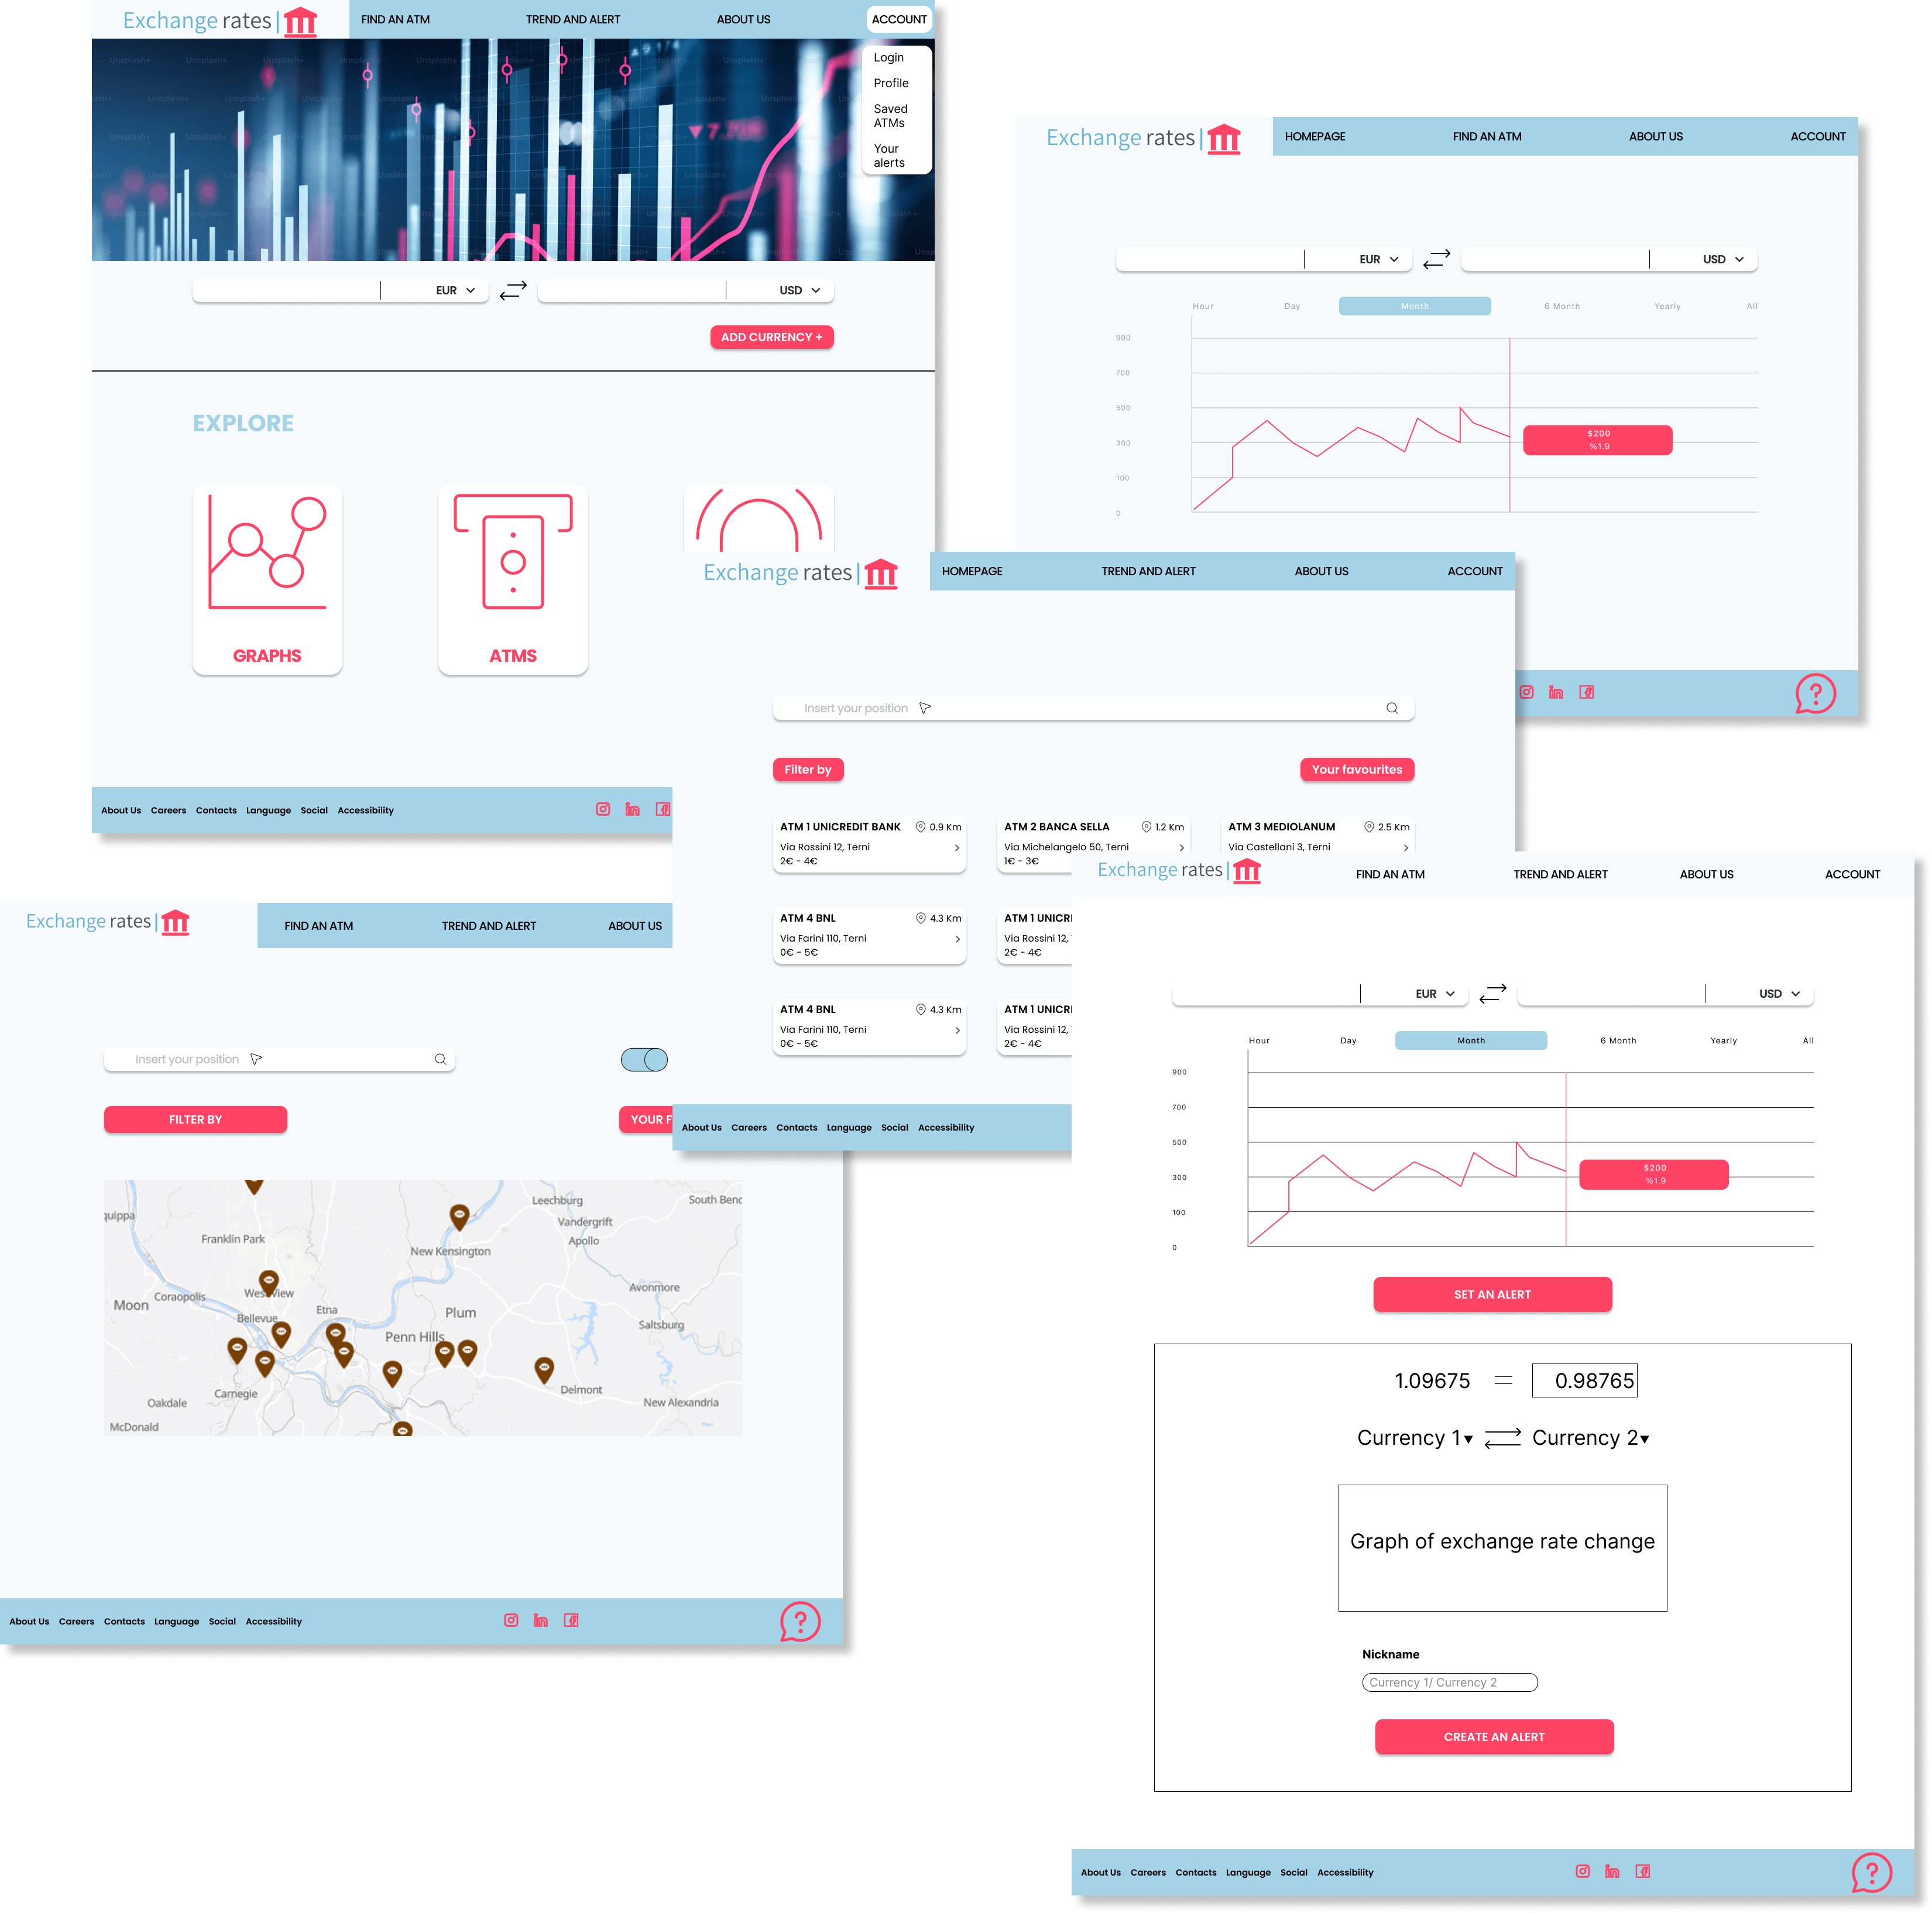 Exchange rates
FIND AN ATM
TREND AND ALERT
ABOUT US
ACCOUNT
Login
Profile
Saved
ATMs
Your
alerts
Unsplash+
EUR
USD
ADD CURRENCY +
EXPLORE
GRAPHS
ATMS
About Us Careers Contacts Language Social Accessibility
Exchange rates
HOMEPAGE
FIND AN ATM
ABOUT US
ACCOUNT
EUR
USD
Hour
Day
Month
6 Month
Yearly
All
900
700
500
300
100
0
$200
%1.9
?
Exchange rates
HOMEPAGE
TREND AND ALERT
ABOUT US
ACCOUNT
Insert your position
Filter by
Your favourites
ATM 1 UNICREDIT BANK
0.9 Km
Via Rossini 12, Terni
2€ - 4€
ATM 2 BANCA SELLA
1.2 Km
Via Michelangelo 50, Terni
1€ - 3€
ATM 3 MEDIOLANUM
2.5 Km
Via Castellani 3, Terni
ATM 4 BNL
4.3 Km
Via Farini 110, Terni
0€ - 5€
ATM 1 UNICR
Via Rossini 12,
2€ - 4€
ATM 4 BNL
4.3 Km
Via Farini 110, Terni
0€ - 5€
ATM 1 UNICR
Via Rossini 12,
2€ - 4€
About Us Careers Contacts Language Social Accessibility
Exchange rates
FIND AN ATM
TREND AND ALERT
ABOUT US
Insert your position
FILTER BY
YOUR F
Leechburg
South Benc
quippa
Vandergrift
Franklin Park
Apollo
New Kensington
West View
Avonmore
Coraopolis
Moon
Etna
Bellevue
Plum
Saltsburg
Penn Hills
Carnegie
Delmont
Oakdale
New Alexandria
McDonald
About Us Careers Contacts Language Social Accessibility
?
Exchange rates
FIND AN ATM
TREND AND ALERT
ABOUT US
ACCOUNT
EUR
USD
Hour
Day
Month
6 Month
Yearly
All
900
700
500
300
100
0
$200
%1.9
SET AN ALERT
1.09675 = 0.98765
Currency 1 Currency 2
Graph of exchange rate change
Nickname
Currency 1/ Currency 2
CREATE AN ALERT
About Us Careers Contacts Language Social Accessibility
?